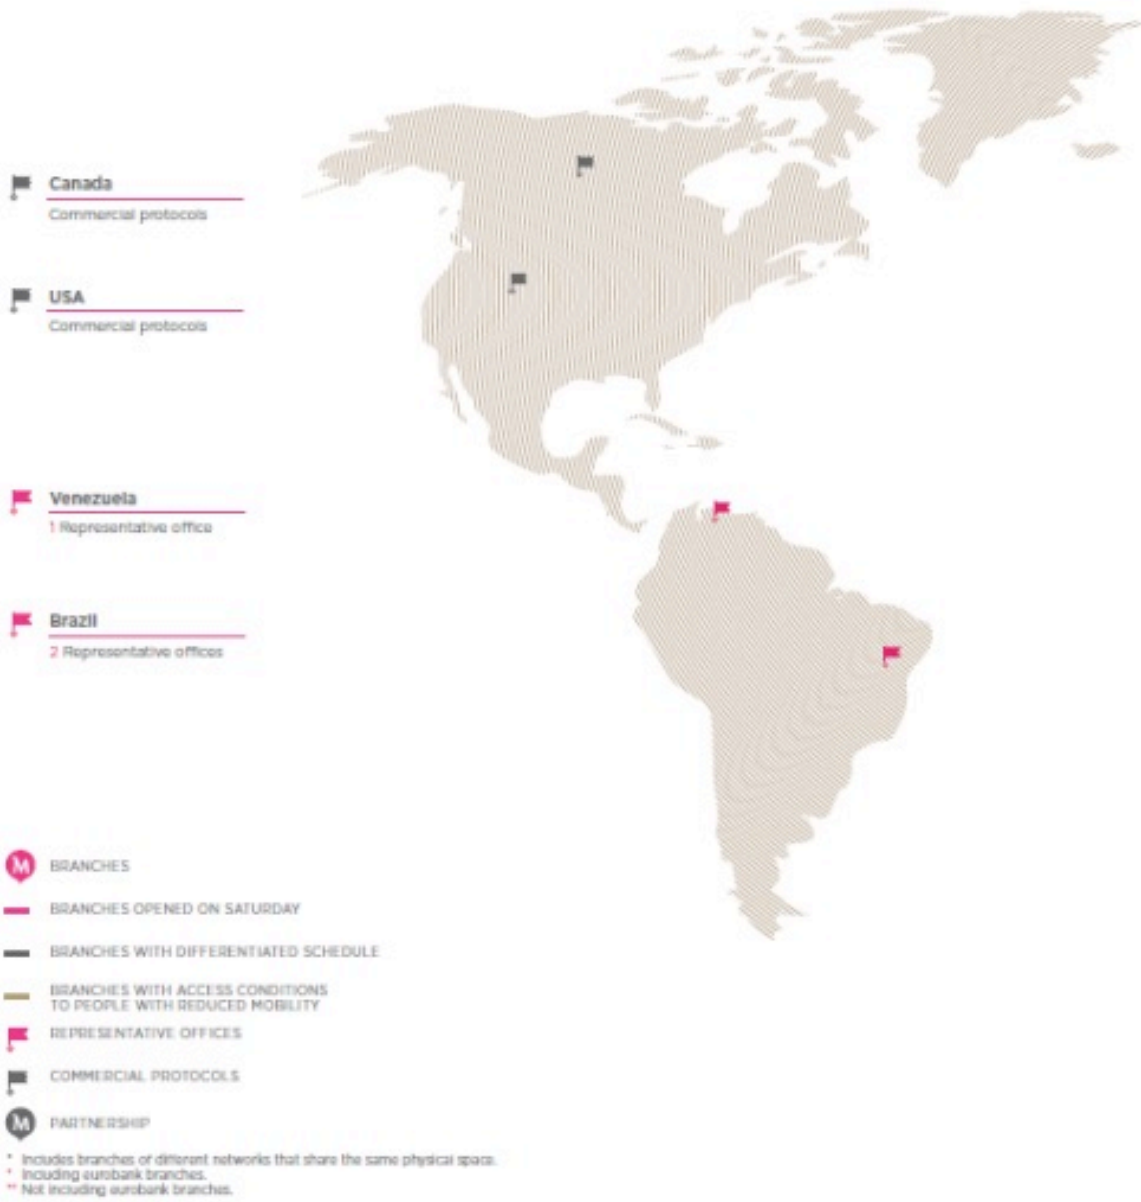 Canada
Commercial protocols
USA
Commercial protocols
Venezuela
1 Representative office
Brazil
2 Representative offices
M BRANCHES
BRANCHES OPENED ON SATURDAY
BRANCHES WITH DIFFERENTIATED SCHEDULE
BRANCHES WITH ACCESS CONDITIONS
TO PEOPLE WITH REDUCED MOBILITY
REPRESENTATIVE OFFICES
COMMERCIAL PROTOCOLS
M PARTNERSHIP
* Includes branches of different networks that share the same physical space.
* Including eurobank branches.
** Not including eurobank branches.